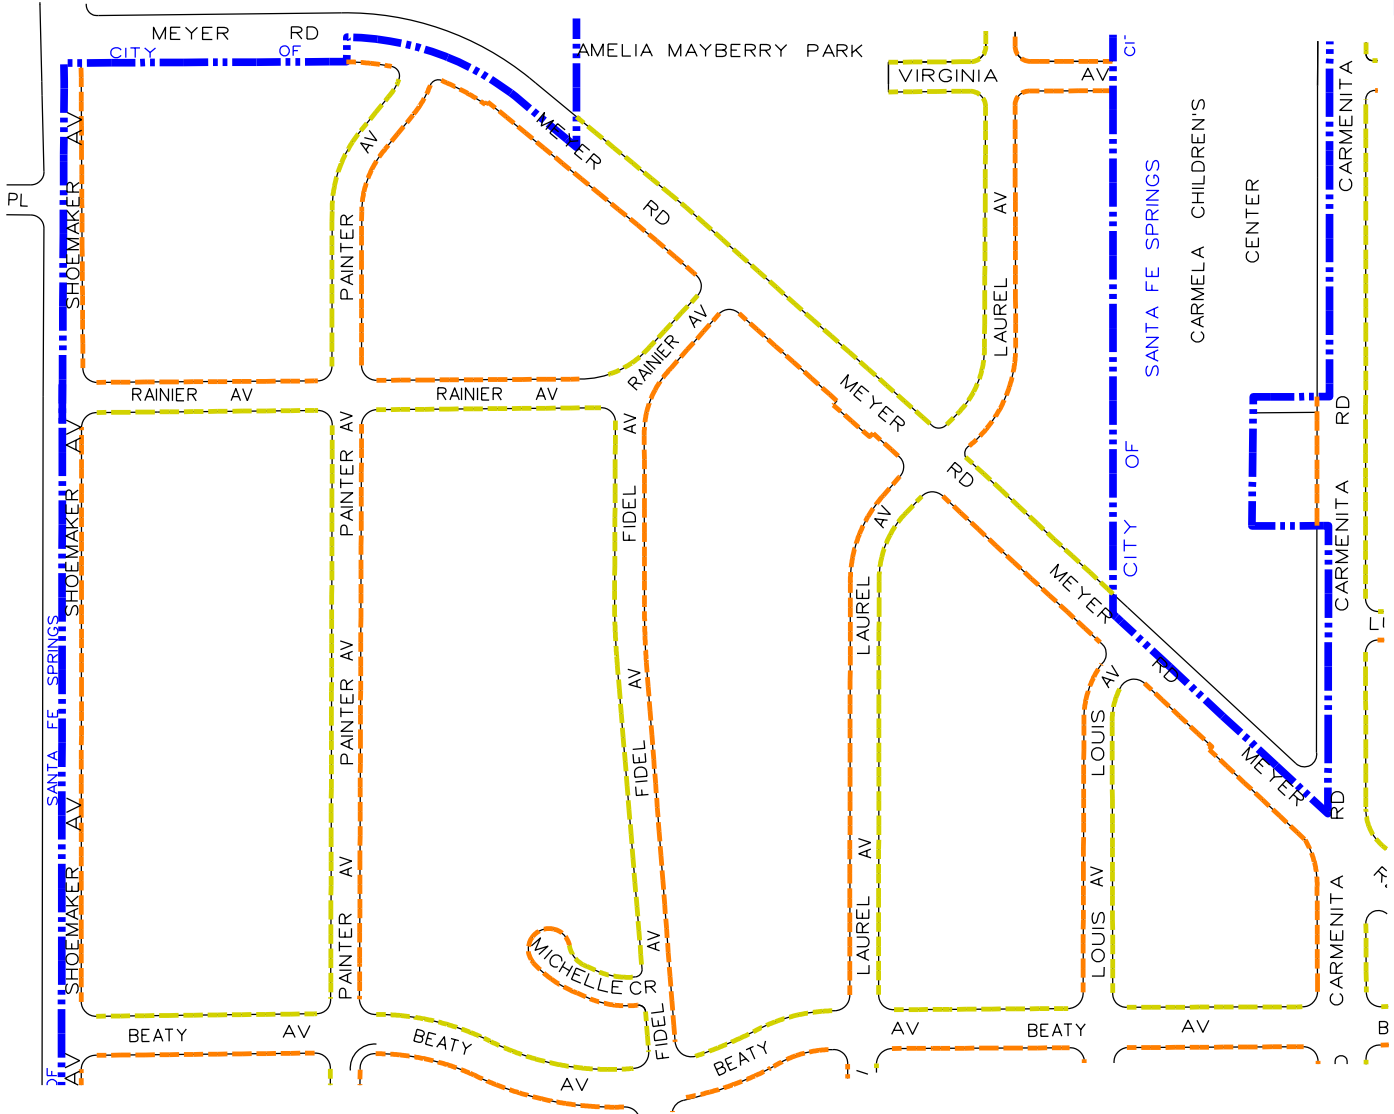 MEYER RD
CITY OF
AMELIA MAYBERRY PARK
VIRGINIA AV
PL
SHOEMAKER AV
PAINTER AV
MEYER RD
LAUREL AV
SANTA FE SPRINGS
CARMELA CHILDREN'S
CENTER
CARMENITA RD
RAINIER AV
RAINIER AV
RAINIER AV
MEYER RD
SHOEMAKER AV
PAINTER AV
FIDEL AV
LAUREL AV
CITY OF
CARMENITA RD
MEYER RD
SANTA FE SPRINGS
PAINTER AV
FIDEL AV
LOUIS AV
MEYER
SHOEMAKER AV
PAINTER AV
MICHELLE CR
FIDEL AV
LAUREL AV
LOUIS AV
CARMENITA
BEATY AV
BEATY AV
BEATY AV
BEATY AV
OF
AV